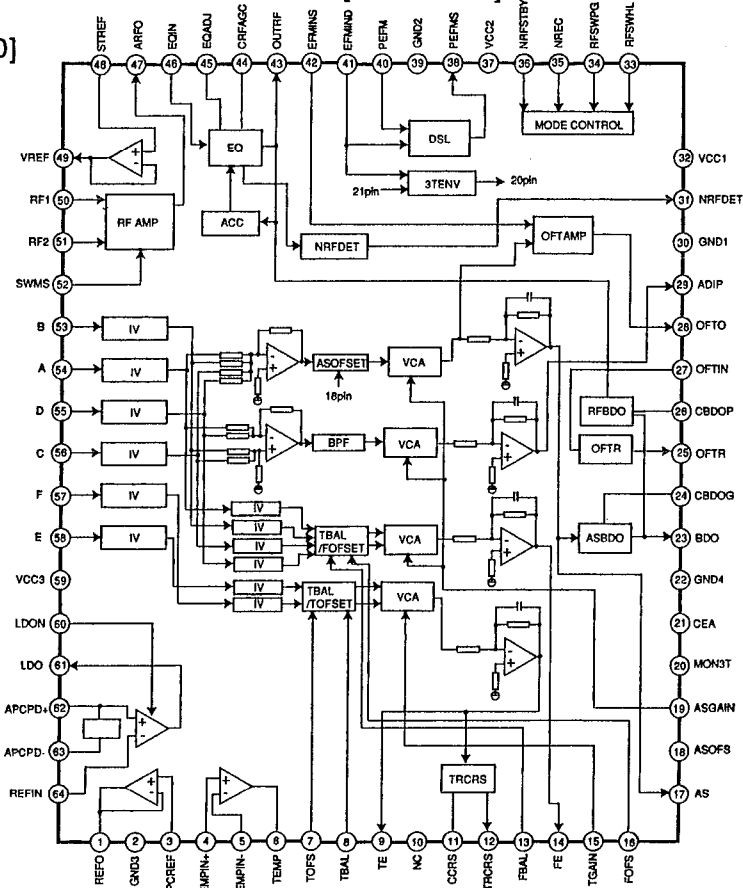 D]
STREF
ARFO
EQIN
EQADJ
CRFAGC
OUTRF
EFMINS
EFMIND
PEFM
GND2
PEFMS
VCC2
NRFSTBY
NREC
RFSWPG
RFSWHL
48
47
46
45
44
43
42
41
40
39
38
37
36
35
34
33
VREF
49
RF1
50
RF2
51
SWMS
52
B
53
A
54
D
55
C
56
F
57
E
58
VCC3
59
LDON
60
LDO
61
APCPD+
62
APCPD-
63
REFIN
64
+
-
RF AMP
EQ
ACC
NRFDET
DSL
3TENV
21pin
20pin
MODE CONTROL
OFTAMP
IV
IV
IV
IV
IV
IV
ASOFSET
18pin
VCA
BPF
VCA
IV
IV
IV
IV
IV
IV
TBAL
/FOFSET
VCA
TBAL
/TOFSET
VCA
RFBDO
OFTR
ASBDO
TRCRS
32
VCC1
31
NRFDET
30
GND1
29
ADIP
28
OFTO
27
OFTIN
26
CBDOP
25
OFTR
24
CBDOG
23
BDO
22
GND4
21
CEA
20
MON3T
19
ASGAIN
18
ASOFS
17
AS
1
2
3
4
5
6
7
8
9
10
11
12
13
14
15
16
REFO
GND3
PCREF
EMPIN+
EMPIN-
TEMP
TOFS
TBAL
TE
NC
CCRS
TRCRS
FBAL
FE
TGAIN
FOFS